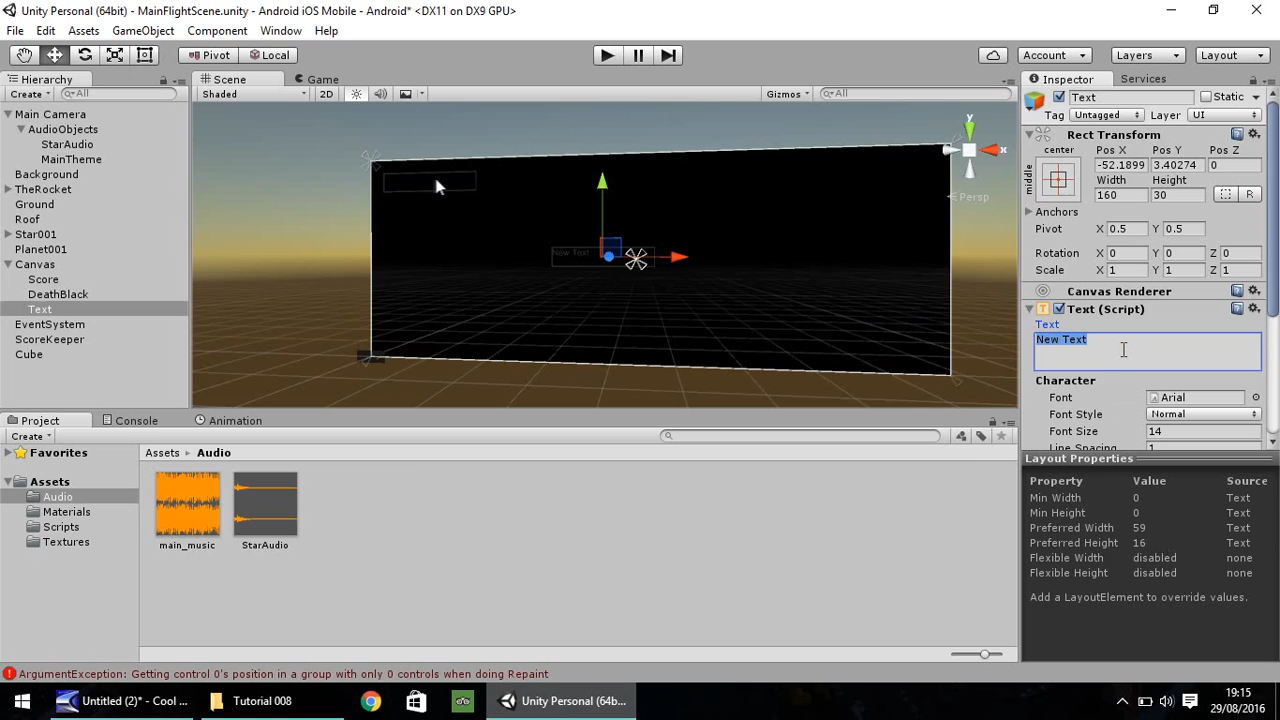 Unity Personal (64bit) - MainFlightScene.unity - Android iOS Mobile - Android* <DX11 on DX9 GPU>
File Edit Assets GameObject Component Window Help
Pivot Local Account Layers Layout
Hierarchy Scene Game Inspector Services
Create All Shaded 2D Gizmos All Text Static
Tag Untagged Layer UI
Main Camera
AudioObjects
StarAudio
MainTheme
Background
TheRocket
Ground
Roof
Star001
Planet001
Canvas
Score
DeathBlack
Text
EventSystem
ScoreKeeper
Cube
y
x
Persp
New Text
Rect Transform
center Pos X Pos Y Pos Z
middle -52.1899 3.40274 0
Width Height
160 30 R
Anchors
Pivot X 0.5 Y 0.5
Rotation X 0 Y 0 Z 0
Scale X 1 Y 1 Z 1
Canvas Renderer
Text (Script)
Text
New Text
Character
Font Arial
Font Style Normal
Font Size 14
Line Spacing 1
Project Console Animation
Create
Favorites
Assets
Audio
Materials
Scripts
Textures
Assets Audio
main_music StarAudio
Layout Properties
Property Value Source
Min Width 0 Text
Min Height 0 Text
Preferred Width 59 Text
Preferred Height 16 Text
Flexible Width disabled none
Flexible Height disabled none
Add a LayoutElement to override values.
ArgumentException: Getting control 0's position in a group with only 0 controls when doing Repaint
Untitled (2)* - Cool ... Tutorial 008 Unity Personal (64b...
19:15
29/08/2016